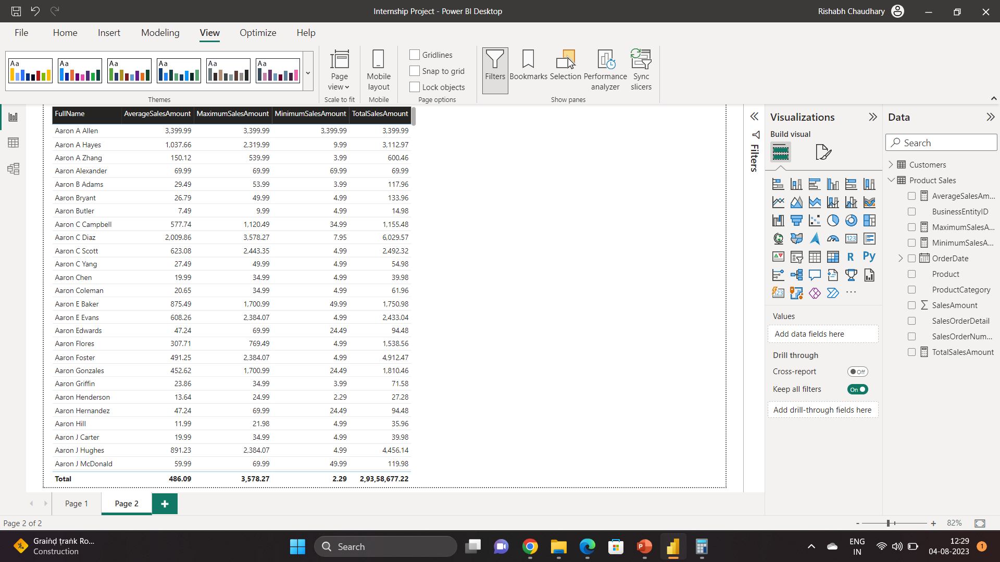 Internship Project - Power BI Desktop
Rishabh Chaudhary
File Home Insert Modeling View Optimize Help
Aa Aa Aa Aa Aa Aa
Themes
Page view
Scale to fit
Mobile layout
Mobile
Gridlines
Snap to grid
Lock objects
Page options
Filters
Bookmarks
Selection
Performance analyzer
Sync slicers
Show panes
FullName AverageSalesAmount MaximumSalesAmount MinimumSalesAmount TotalSalesAmount
Aaron A Allen 3,399.99 3,399.99 3,399.99 3,399.99
Aaron A Hayes 1,037.66 2,319.99 9.99 3,112.97
Aaron A Zhang 150.12 539.99 3.99 600.46
Aaron Alexander 69.99 69.99 69.99 69.99
Aaron B Adams 29.49 53.99 3.99 117.96
Aaron Bryant 26.79 49.99 4.99 133.96
Aaron Butler 7.49 9.99 4.99 14.98
Aaron C Campbell 577.74 1,120.49 34.99 1,155.48
Aaron C Diaz 2,009.86 3,578.27 7.95 6,029.57
Aaron C Scott 623.08 2,443.35 4.99 2,492.32
Aaron C Yang 27.49 49.99 4.99 54.98
Aaron Chen 19.99 34.99 4.99 39.98
Aaron Coleman 20.65 34.99 4.99 61.96
Aaron E Baker 875.49 1,700.99 49.99 1,750.98
Aaron E Evans 608.26 2,384.07 4.99 2,433.04
Aaron Edwards 47.24 69.99 24.49 94.48
Aaron Flores 307.71 769.49 4.99 1,538.56
Aaron Foster 491.25 2,384.07 4.99 4,912.47
Aaron Gonzales 452.62 1,700.99 24.49 1,810.46
Aaron Griffin 23.86 34.99 3.99 71.58
Aaron Henderson 13.64 24.99 2.29 27.28
Aaron Hernandez 47.24 69.99 24.49 94.48
Aaron Hill 11.99 21.98 4.99 35.96
Aaron J Carter 19.99 34.99 4.99 39.98
Aaron J Hughes 891.23 2,384.07 4.99 4,456.14
Aaron J McDonald 59.99 69.99 49.99 119.98
Total 486.09 3,578.27 2.29 2,93,58,677.22
Filters
Visualizations
Build visual
123
R
Py
123
...
Values
Add data fields here
Drill through
Cross-report Off
Keep all filters On
Add drill-through fields here
Data
Search
Customers
Product Sales
AverageSalesAm...
BusinessEntityID
MaximumSalesA...
MinimumSalesA...
OrderDate
Product
ProductCategory
∑ SalesAmount
SalesOrderDetail
SalesOrderNum...
TotalSalesAmount
Page 1 Page 2 +
Page 2 of 2
- + 82%
Graiṅḍ ṭraṅk Ro...
Construction
Search
P
ENG
IN
12:29
04-08-2023
1